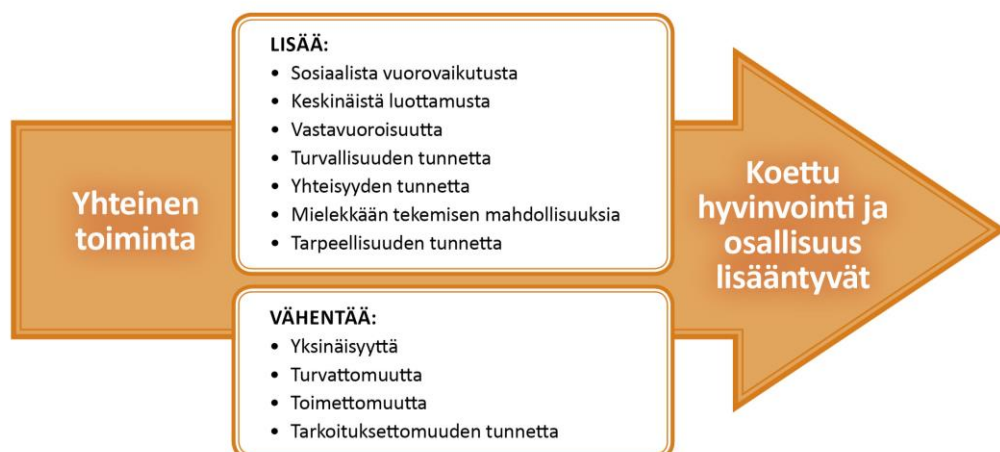 Yhteinen
toiminta
LISÄÄ:
• Sosiaalista vuorovaikutusta
• Keskinäistä luottamusta
• Vastavuoroisuutta
• Turvallisuuden tunnetta
• Yhteisyyden tunnetta
• Mielekkään tekemisen mahdollisuuksia
• Tarpeellisuuden tunnetta
VÄHENTÄÄ:
• Yksinäisyyttä
• Turvattomuutta
• Toimettomuutta
• Tarkoituksettomuuden tunnetta
Koettu
hyvinvointi ja
osallisuus
lisääntyvät